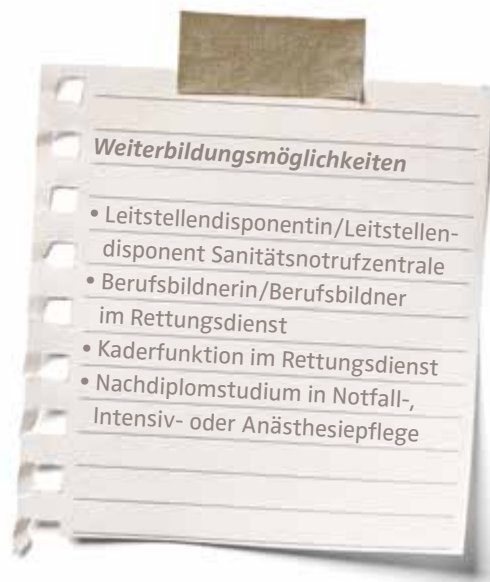 Weiterbildungsmöglichkeiten
• Leitstellendisponentin/Leitstellen-
disponent Sanitätsnotrufzentrale
• Berufsbildnerin/Berufsbildner
im Rettungsdienst
• Kaderfunktion im Rettungsdienst
• Nachdiplomstudium in Notfall-,
Intensiv- oder Anästhesiepflege